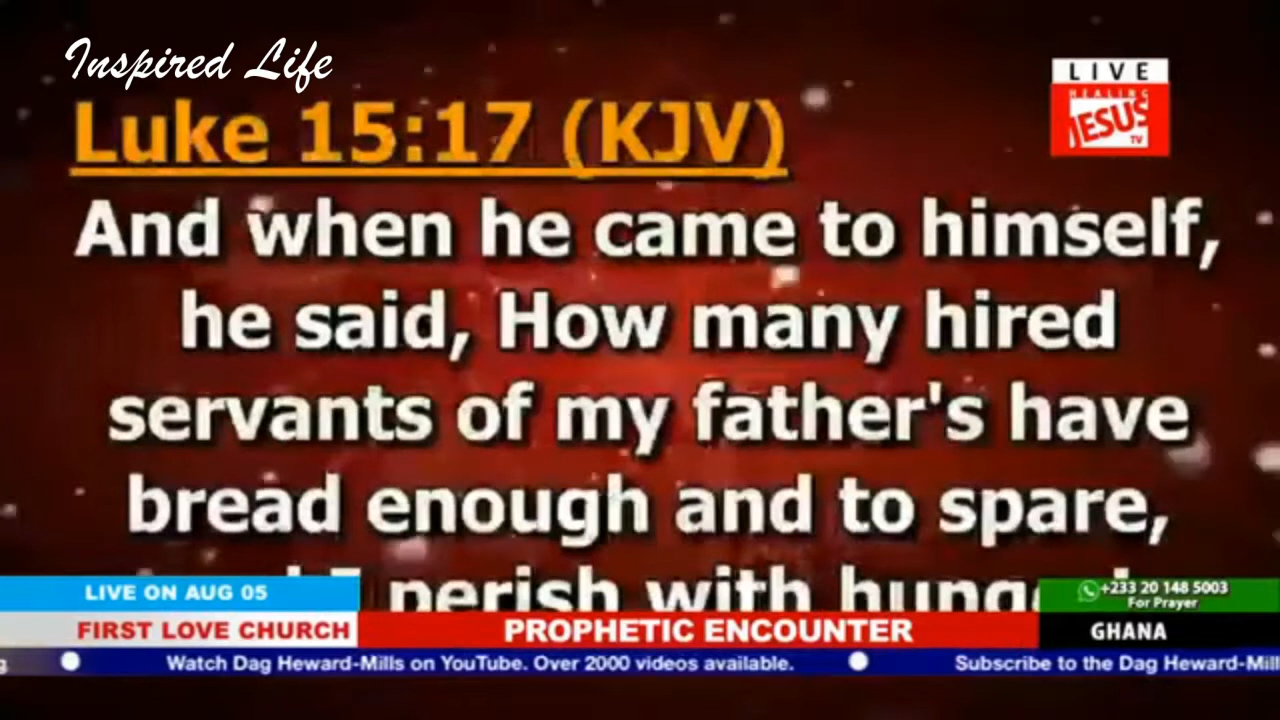 Inspired Life
LIVE
HEALING
JESUS
TV
Luke 15:17 (KJV)
And when he came to himself,
he said, How many hired
servants of my father's have
bread enough and to spare,
perish with
LIVE ON AUG 05
+233 20 148 5003
For Prayer
FIRST LOVE CHURCH
PROPHETIC ENCOUNTER
GHANA
Watch Dag Heward-Mills on YouTube. Over 2000 videos available.
Subscribe to the Dag Heward-Mill